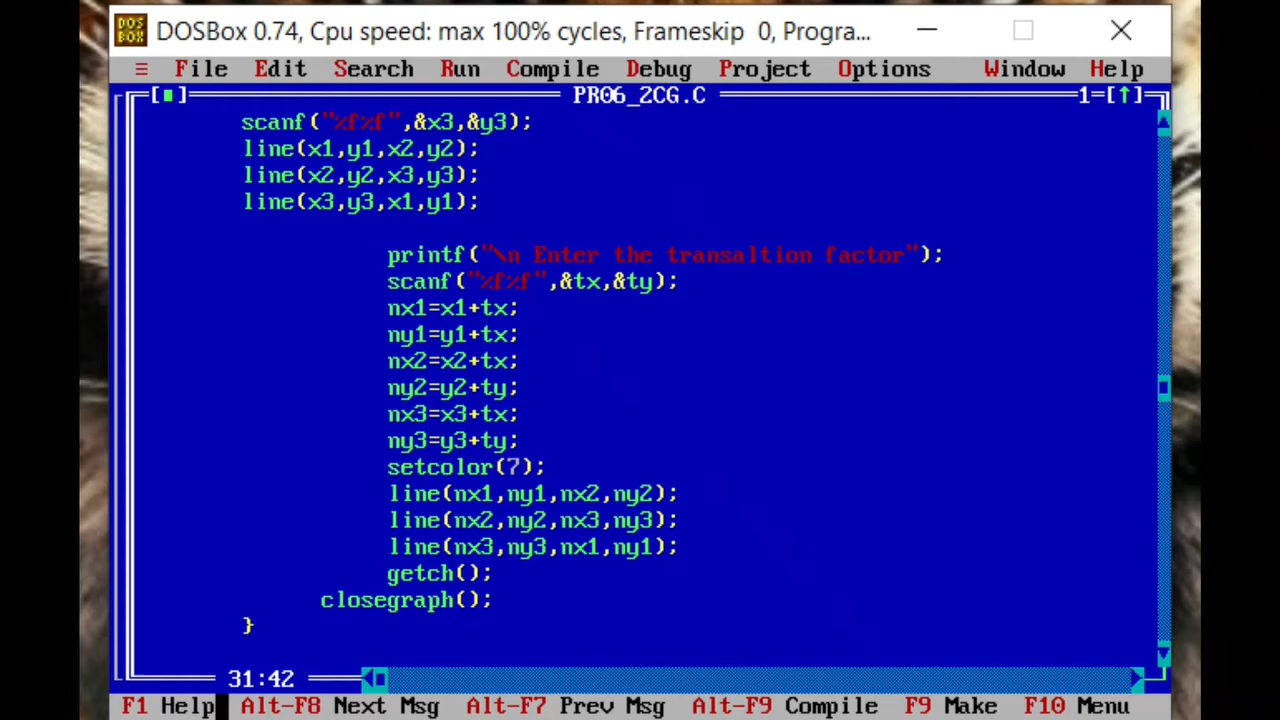 DOS BOX DOSBox 0.74, Cpu speed: max 100% cycles, Frameskip 0, Progra...
≡ File Edit Search Run Compile Debug Project Options Window Help
[■] PR06_2CG.C 1=[↑]
scanf("%f%f",&x3,&y3);
line(x1,y1,x2,y2);
line(x2,y2,x3,y3);
line(x3,y3,x1,y1);
printf("\n Enter the transaltion factor");
scanf("%f%f",&tx,&ty);
nx1=x1+tx;
ny1=y1+tx;
nx2=x2+tx;
ny2=y2+ty;
nx3=x3+tx;
ny3=y3+ty;
setcolor(7);
line(nx1,ny1,nx2,ny2);
line(nx2,ny2,nx3,ny3);
line(nx3,ny3,nx1,ny1);
getch();
closegraph();
}
31:42
F1 Help Alt-F8 Next Msg Alt-F7 Prev Msg Alt-F9 Compile F9 Make F10 Menu